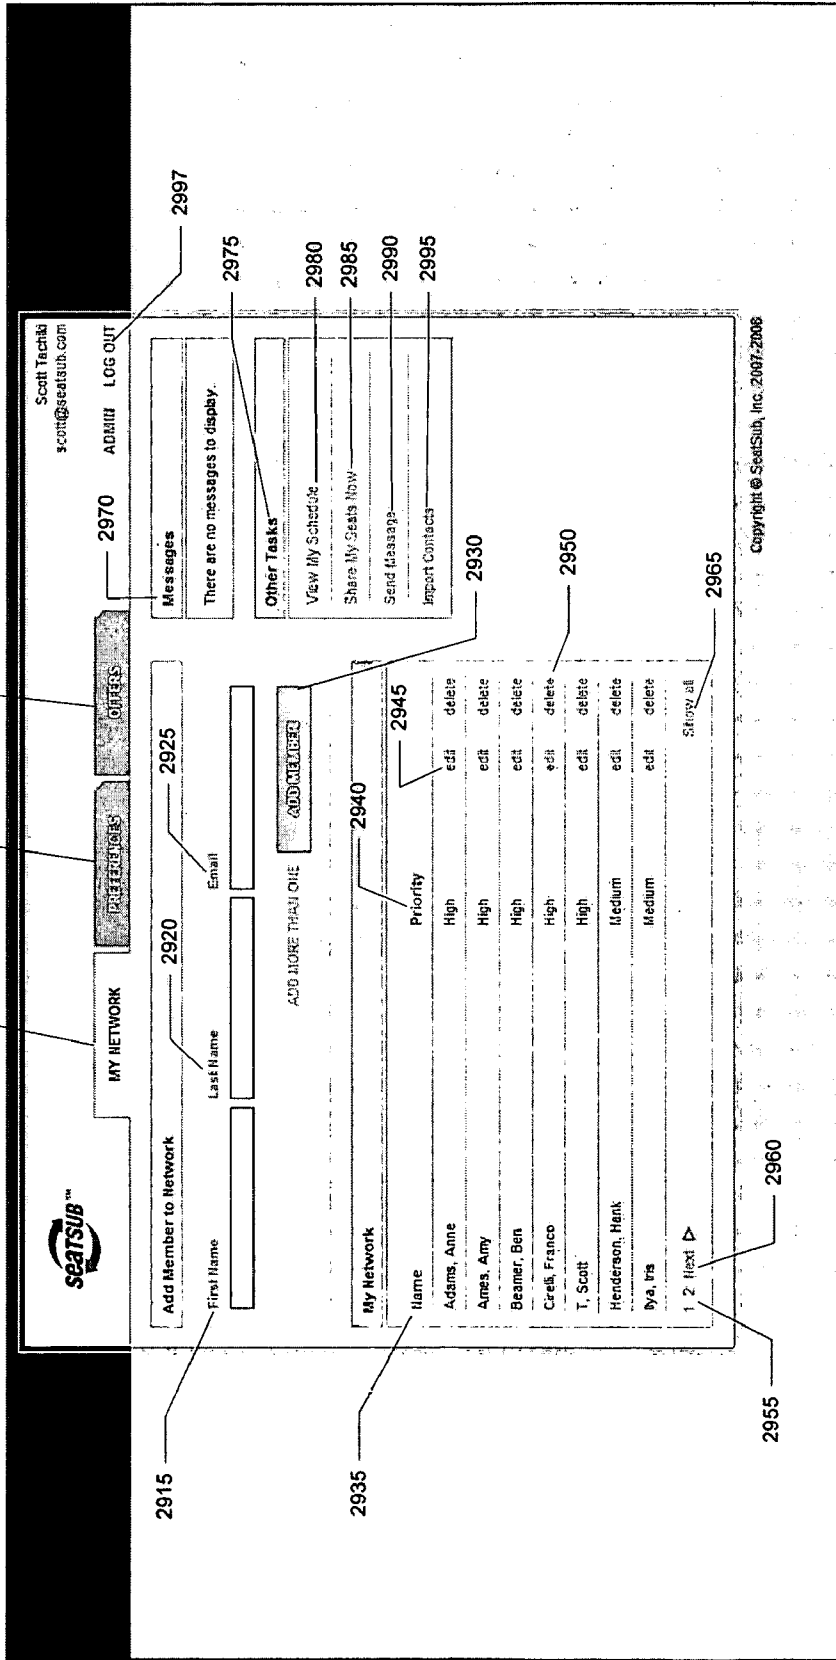 seatSUB™
Scott Tachiki
scott@seatsub.com
MY NETWORK
PREFERENCES
OFFERS
2970
ADMIN
LOG OUT
2997
2915
Add Member to Network
2920
2925
Messages
First Name
Last Name
Email
There are no messages to display.
2975
ADD MORE THAN ONE
ADD MEMBER
Other Tasks
2980
View My Schedule
2985
Share My Seats Now
2990
Send Message
2995
Import Contacts
2930
2935
My Network
2940
2945
Name
Priority
Adams, Anne High edit delete
Ames, Amy High edit delete
Beamer, Ben High edit delete
Cirelli, Franco High edit delete
2950
T, Scott High edit delete
Henderson, Hank Medium edit delete
Ilya, Iris Medium edit delete
1 2 Next
Show all
2955
2960
2965
Copyright © SeatSub, Inc. 2007-2008